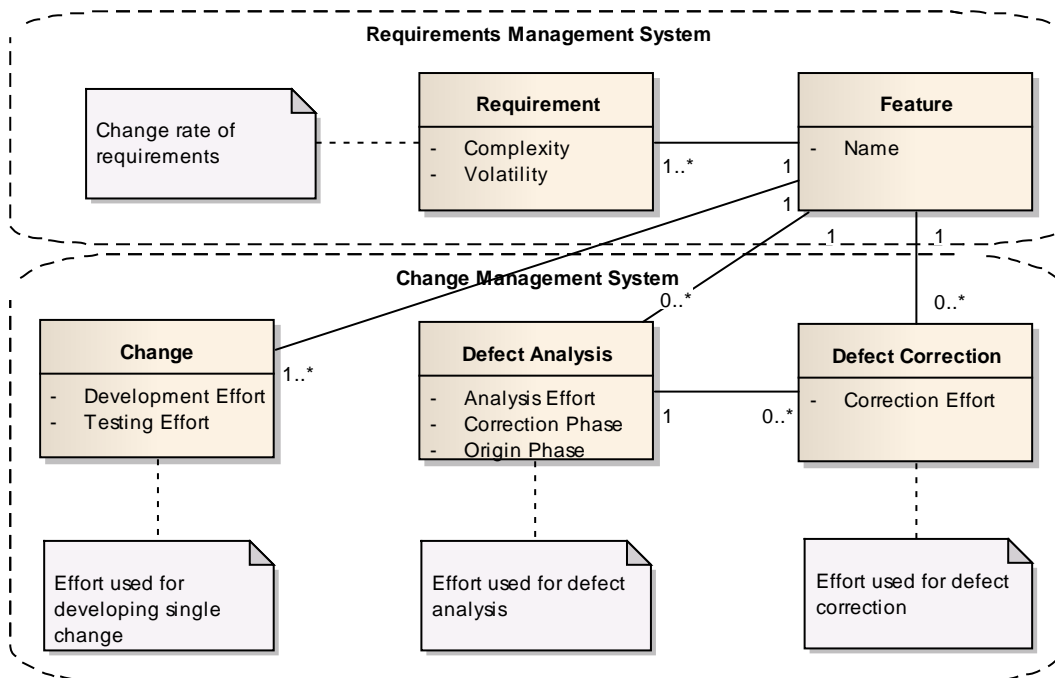 Requirements Management System
Change rate of
requirements
Requirement
- Complexity
- Volatility
1..*
Feature
- Name
1
1
1
1
Change Management System
0..*
0..*
Change
- Development Effort
- Testing Effort
1..*
Defect Analysis
- Analysis Effort
- Correction Phase
- Origin Phase
1
0..*
Defect Correction
- Correction Effort
Effort used for
developing single
change
Effort used for defect
analysis
Effort used for defect
correction